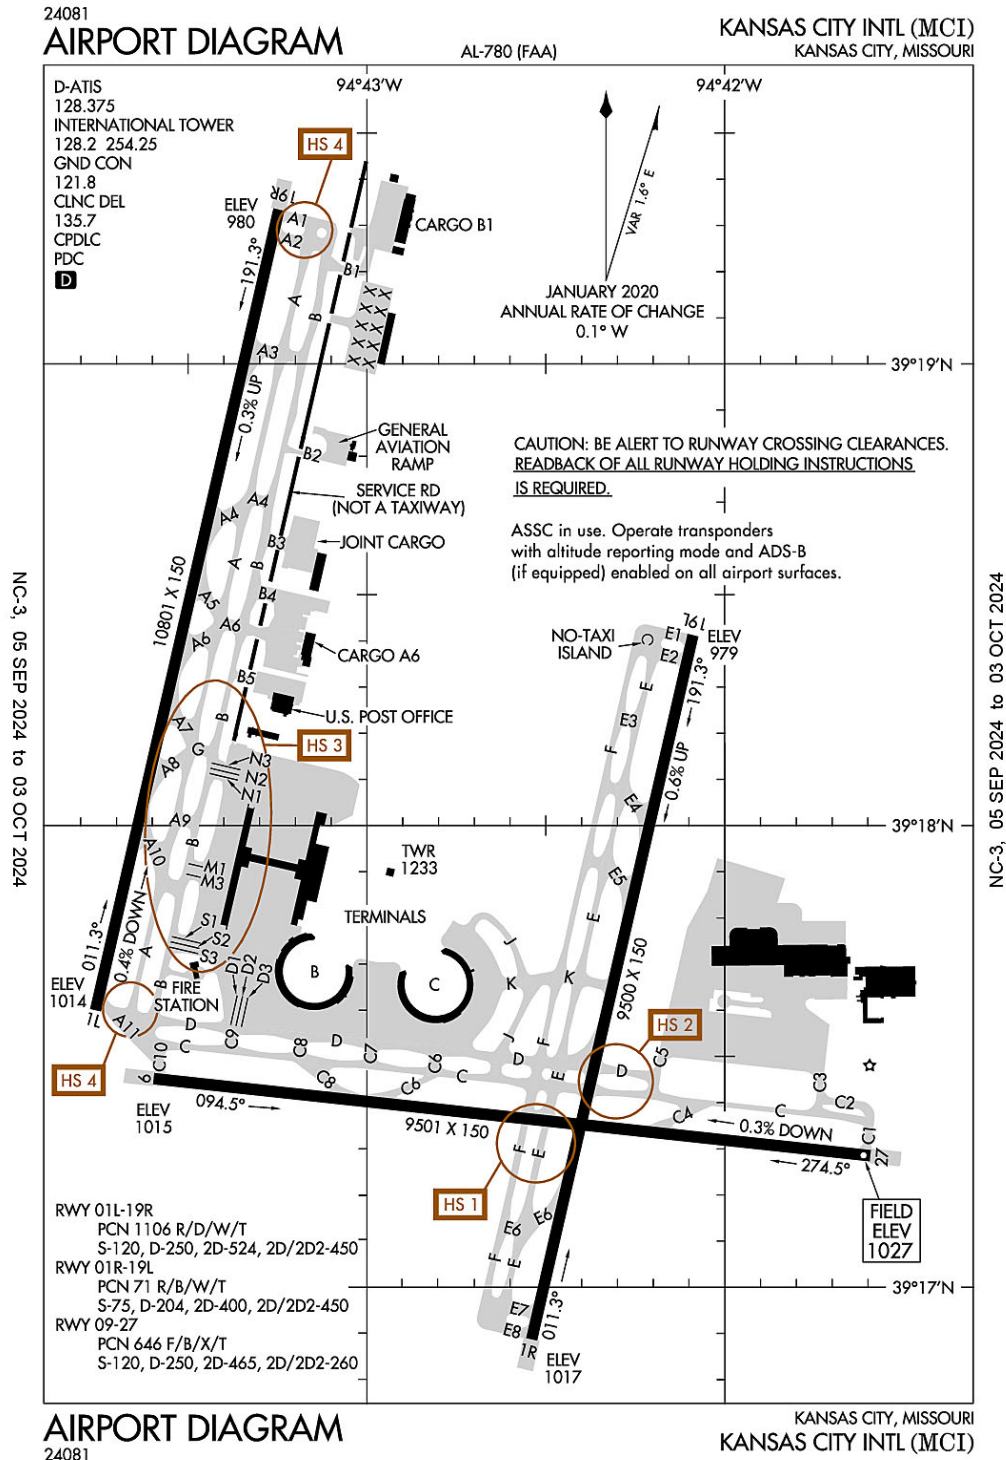 24081
AIRPORT DIAGRAM
AL-780 (FAA)
KANSAS CITY INTL (MCI)
KANSAS CITY, MISSOURI
94°43'W
94°42'W
D-ATIS
128.375
INTERNATIONAL TOWER
128.2 254.25
GND CON
121.8
CLNC DEL
135.7
CPDLC
PDC
D
HS 4
19R
ELEV
980
A1
A2
191.3°
CARGO B1
B1
VAR 1.6° E
JANUARY 2020
ANNUAL RATE OF CHANGE
0.1° W
A
B
X X
X X
X X
X X
X X
A3
39°19'N
0.3% UP
GENERAL
AVIATION
RAMP
B2
CAUTION: BE ALERT TO RUNWAY CROSSING CLEARANCES.
READBACK OF ALL RUNWAY HOLDING INSTRUCTIONS
IS REQUIRED.
SERVICE RD
(NOT A TAXIWAY)
A4
A4
B3
JOINT CARGO
ASSC in use. Operate transponders
with altitude reporting mode and ADS-B
(if equipped) enabled on all airport surfaces.
A
B
10801 X 150
A5
B4
A6
A6
CARGO A6
B5
U.S. POST OFFICE
NO-TAXI
ISLAND
C
E1
E2
19L
ELEV
979
191.3°
E
E3
F
0.6% UP
E4
B
A7
G
HS 3
A8
N3
N2
N1
39°18'N
A9
A10
B
M1
M3
TWR
1233
E5
TERMINALS
E
J
0.4% DOWN
011.3°
A
S1
S2
S3
D1
D2
D3
B
C
K
K
9500 X 150
ELEV
1014
1L
B
FIRE
STATION
A11
D
C9
HS 2
J
F
C10
C
C8
D
C7
C6
D
C5
HS 4
6
C8
C6
C
E
D
C3
C2
ELEV
1015
094.5°
9501 X 150
C4
C
0.3% DOWN
C1
27
274.5°
F
E
HS 1
FIELD
ELEV
1027
E6
E6
F
E
39°17'N
E7
E8
1R
011.3°
ELEV
1017
RWY 01L-19R
PCN 1106 R/D/W/T
S-120, D-250, 2D-524, 2D/2D2-450
RWY 01R-19L
PCN 71 R/B/W/T
S-75, D-204, 2D-400, 2D/2D2-450
RWY 09-27
PCN 646 F/B/X/T
S-120, D-250, 2D-465, 2D/2D2-260
NC-3, 05 SEP 2024 to 03 OCT 2024
NC-3, 05 SEP 2024 to 03 OCT 2024
AIRPORT DIAGRAM
24081
KANSAS CITY, MISSOURI
KANSAS CITY INTL (MCI)